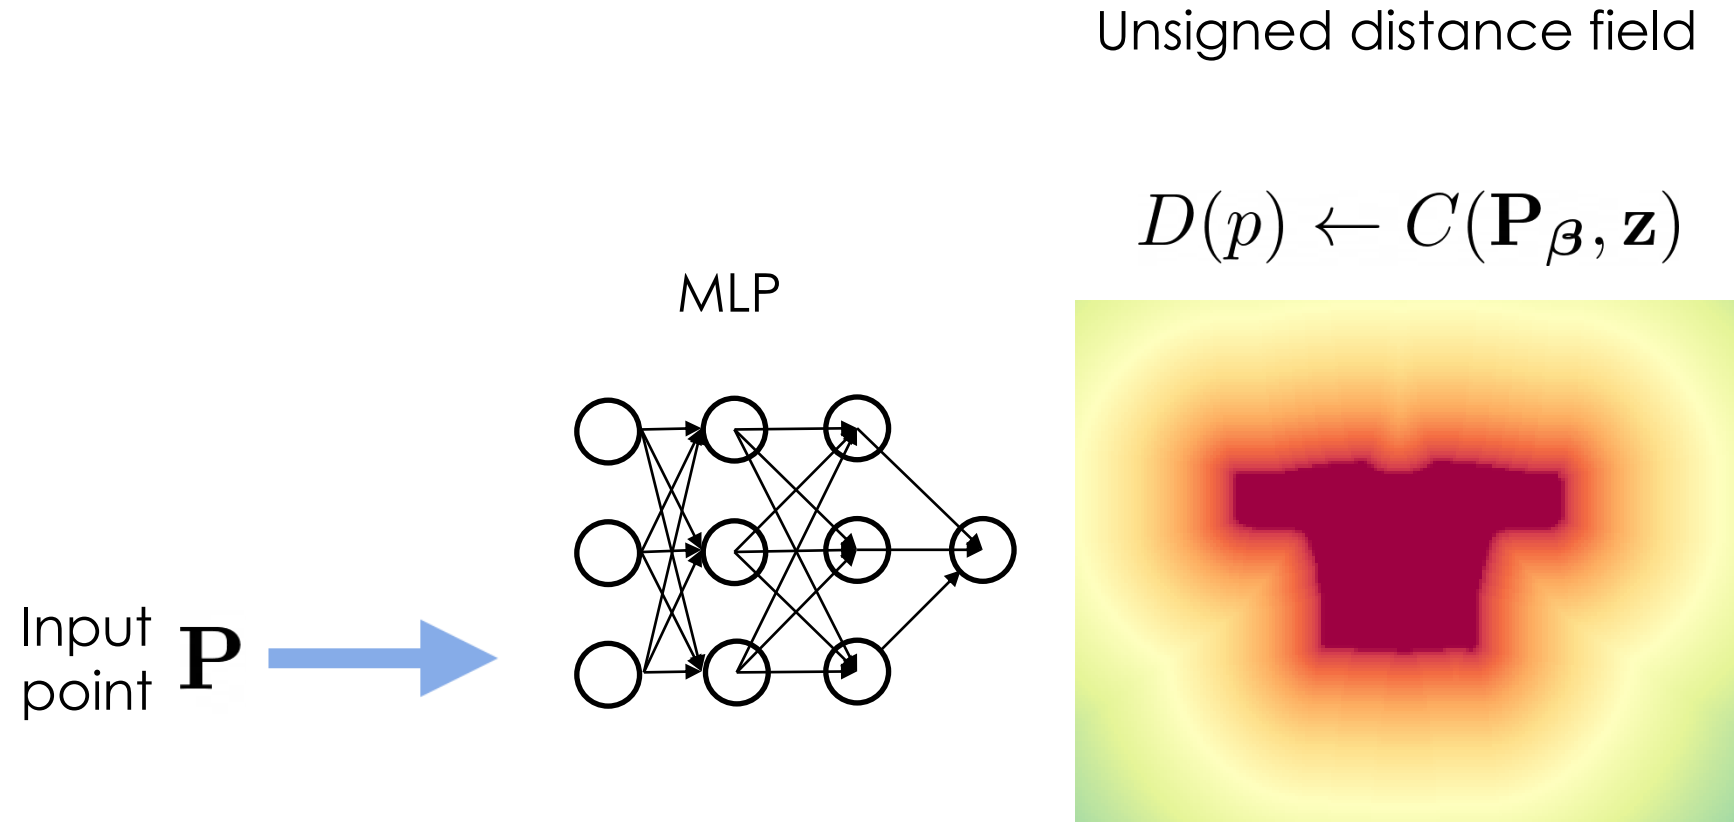 Unsigned distance field
D(p) ← C(P_β, z)
MLP
Input
point P